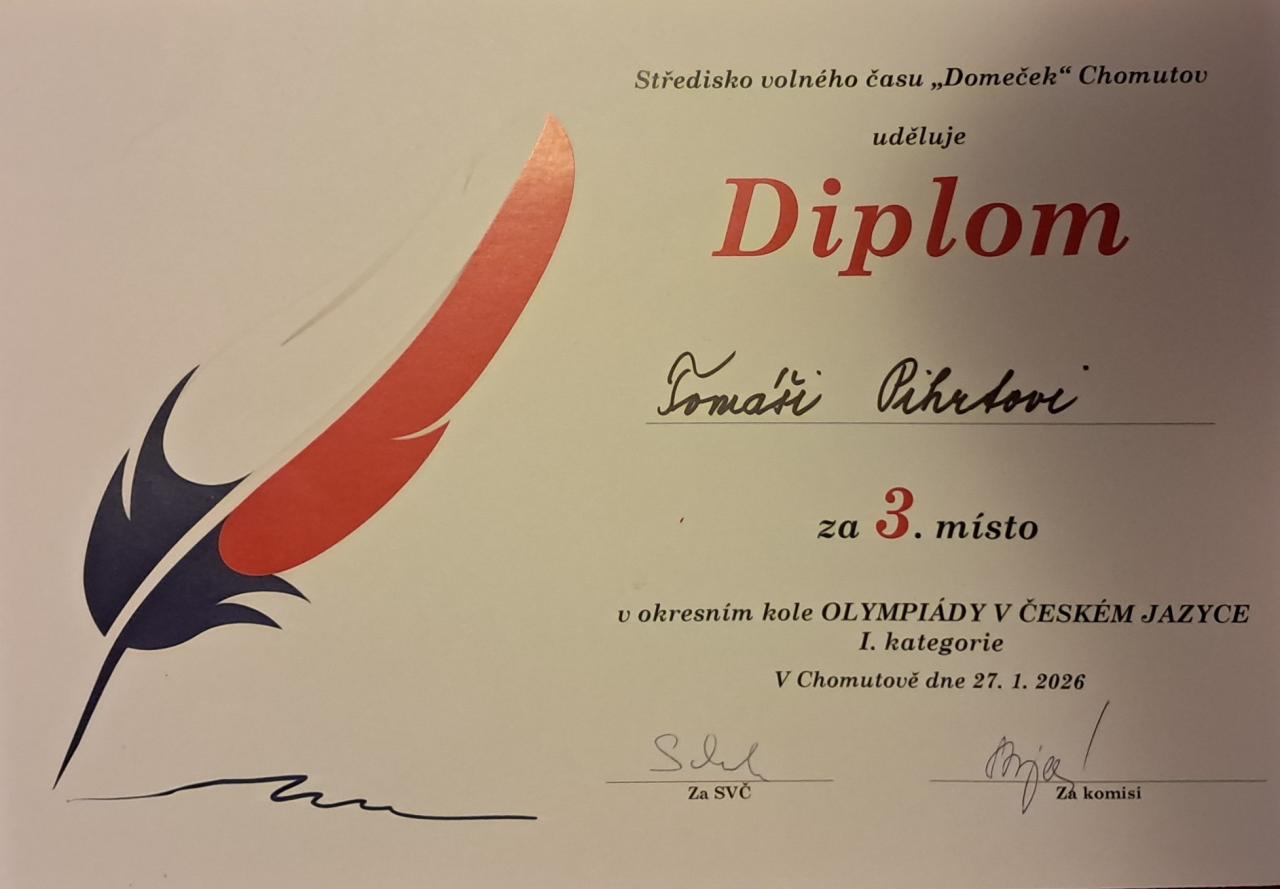 Středisko volného času „Domeček“ Chomutov
uděluje
Diplom
Tomáši Pihrtovi
za 3. místo
v okresním kole OLYMPIÁDY V ČESKÉM JAZYCE
I. kategorie
V Chomutově dne 27. 1. 2026
Za SVČ
Za komisi